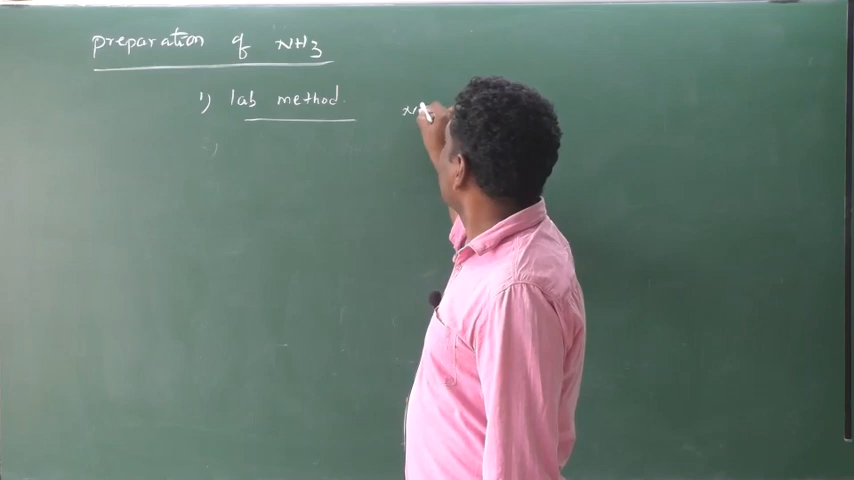 preparation of NH3
1) lab method.